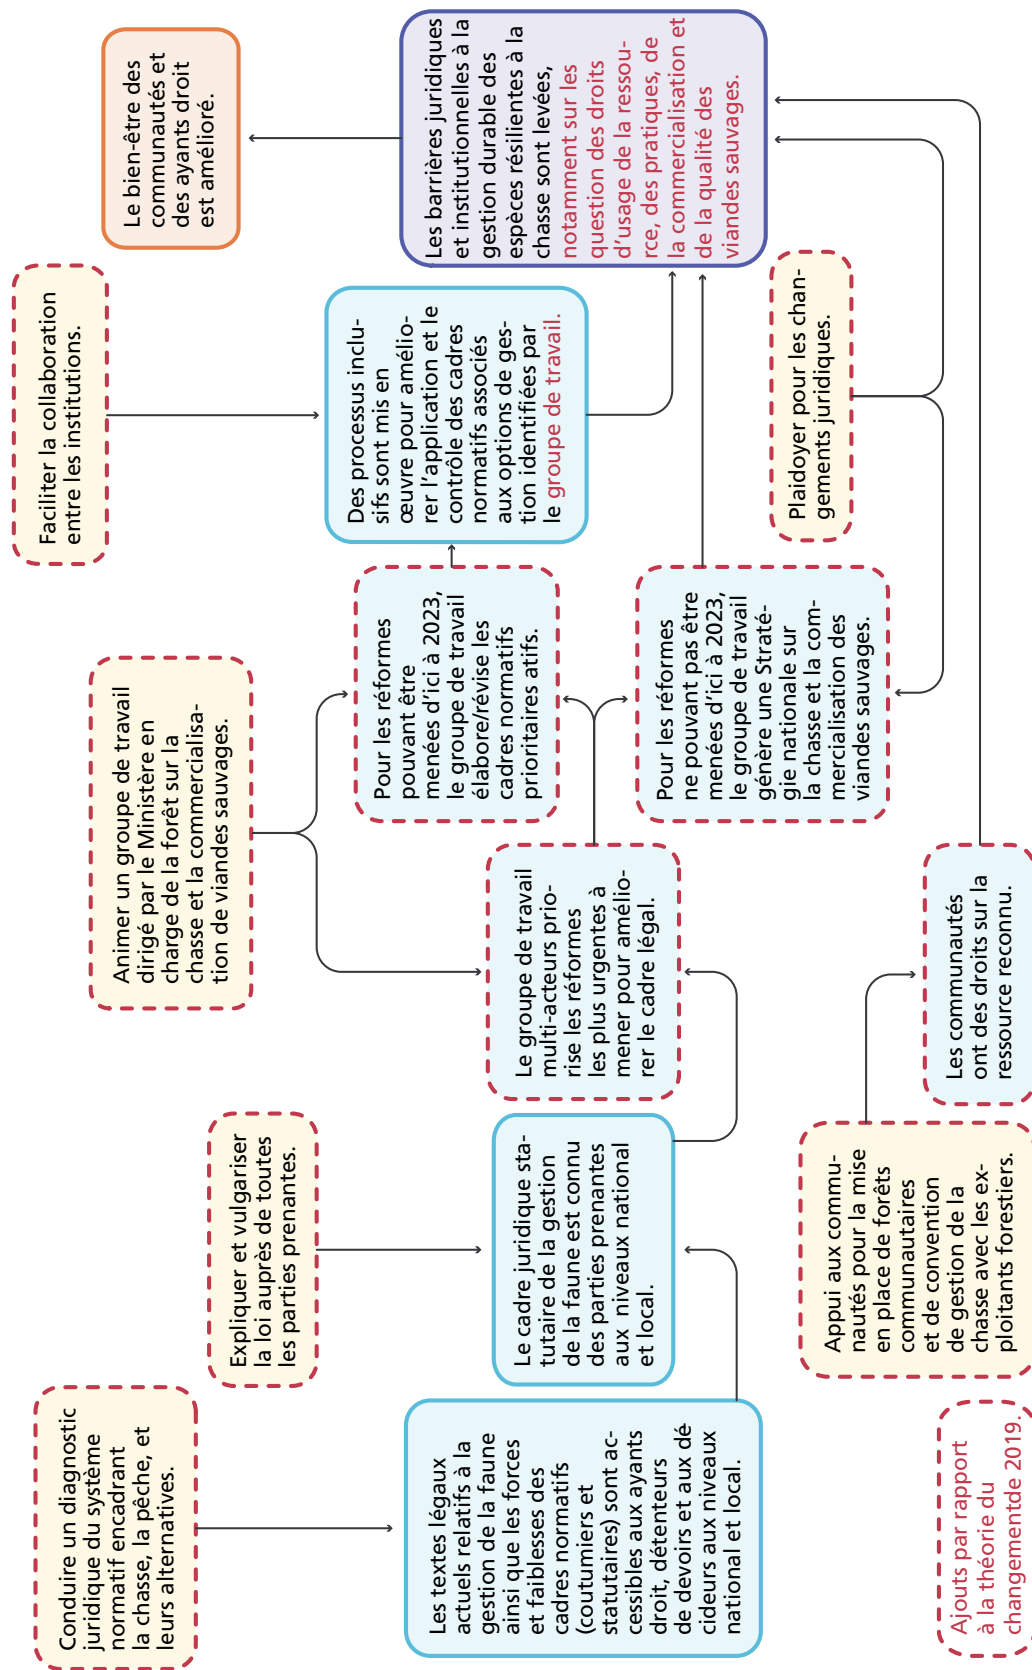 Conduire un diagnostic
juridique du système
normatif encadrant
la chasse, la pêche, et
leurs alternatives.
Expliquer et vulgariser
la loi auprès de toutes
les parties prenantes.
Animer un groupe de travail
dirigé par le Ministère en
charge de la forêt sur la
chasse et la commercialisa-
tion de viandes sauvages.
Faciliter la collaboration
entre les institutions.
Le bien-être des
communautés et
des ayants droit
est amélioré.
Les textes légaux
actuels relatifs à la
gestion de la faune
ainsi que les forces
et faiblesses des
cadres normatifs
(coutumiers et
statutaires) sont ac-
cessibles aux ayants
droit, détenteurs
de devoirs et aux dé
cideurs aux niveaux
national et local.
Le cadre juridique sta-
tutaire de la gestion
de la faune est connu
des parties prenantes
aux niveaux national
et local.
Le groupe de travail
multi-acteurs prio-
rise les réformes
les plus urgentes à
mener pour amélio-
rer le cadre légal.
Pour les réformes
pouvant être
menées d’ici à 2023,
le groupe de travail
élabore/révise les
cadres normatifs
prioritaires atifs.
Des processus inclu-
sifs sont mis en
œuvre pour amélio-
rer l’application et le
contrôle des cadres
normatifs associés
aux options de ges-
tion identifiées par
le groupe de travail.
Les barrières juridiques
et institutionnelles à la
gestion durable des
espèces résilientes à la
chasse sont levées,
notamment sur les
question des droits
d’usage de la ressou-
rce, des pratiques, de
la commercialisation et
de la qualité des
viandes sauvages.
Pour les réformes
ne pouvant pas être
menées d’ici à 2023,
le groupe de travail
génère une Straté-
gie nationale sur
la chasse et la com-
mercialisation des
viandes sauvages.
Plaidoyer pour les chan-
gements juridiques.
Appui aux commu-
nautés pour la mise
en place de forêts
communautaires
et de convention
de gestion de la
chasse avec les ex-
ploitants forestiers.
Les communautés
ont des droits sur la
ressource reconnu.
Ajouts par rapport
à la théorie du
changementde 2019.